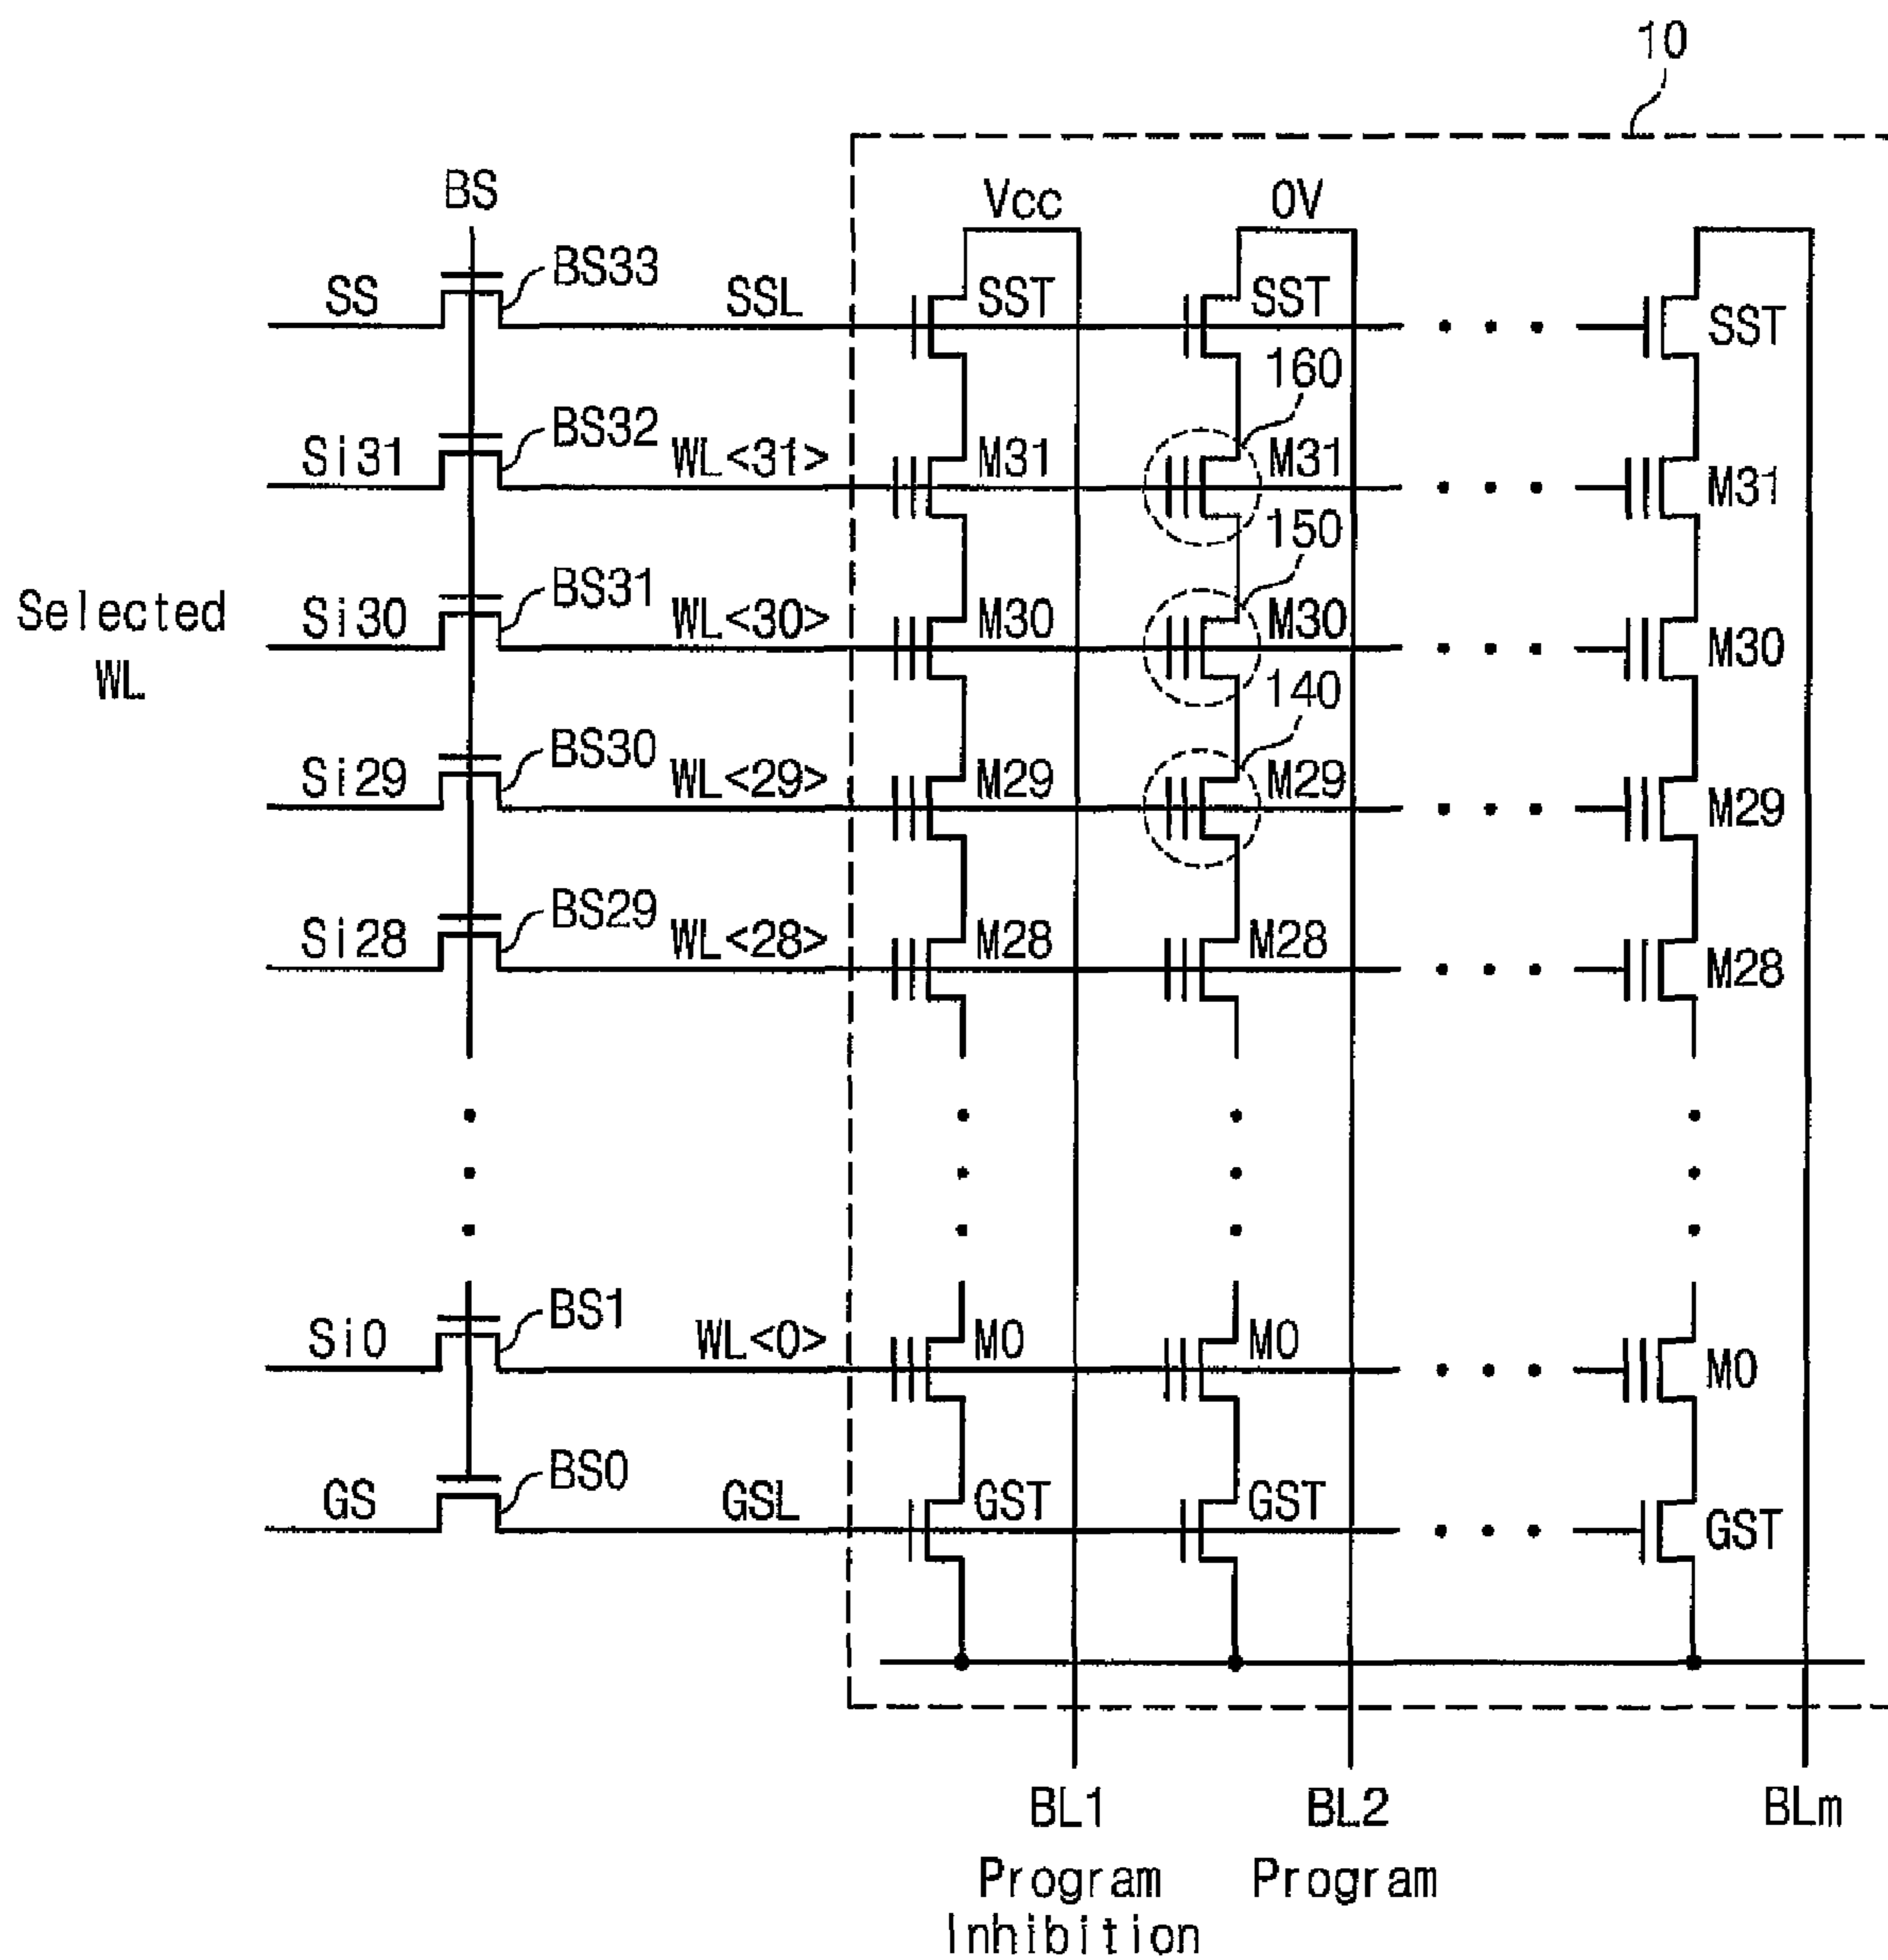 10
BS Vcc 0V
BS33
SS SSL SST SST SST
160
BS32
Si31 WL<31> M31 M31 M31
150
BS31
Selected WL
Si30 WL<30> M30 M30 M30
140
BS30
Si29 WL<29> M29 M29 M29
BS29
Si28 WL<28> M28 M28 M28
BS1
Si0 WL<0> M0 M0 M0
BS0
GS GSL GST GST GST
BL1 BL2 BLm
Program Inhibition
Program